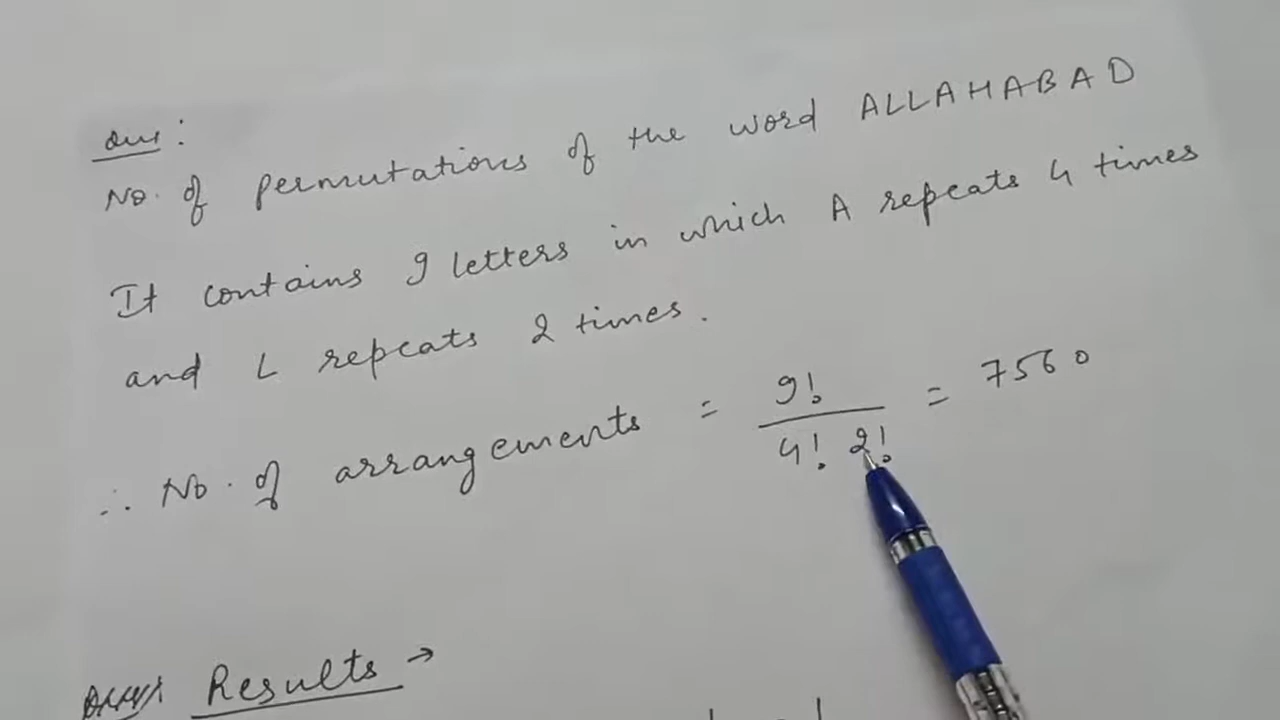 Ans:
No. of permutations of the word ALLAHABAD
It contains 9 letters in which A repeats 4 times
and L repeats 2 times.
∴ No. of arrangements = 9! / 4! 2! = 7560
Results →